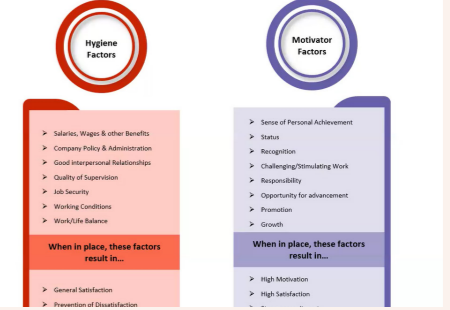 Hygiene
Factors
Salaries, Wages & other Benefits
Company Policy & Administration
Good interpersonal Relationships
Quality of Supervision
Job Security
Working Conditions
Work/Life Balance
When in place, these factors
result in...
General Satisfaction
Prevention of Dissatisfaction
Motivator
Factors
Sense of Personal Achievement
Status
Recognition
Challenging/Stimulating Work
Responsibility
Opportunity for advancement
Promotion
Growth
When in place, these factors
result in...
High Motivation
High Satisfaction